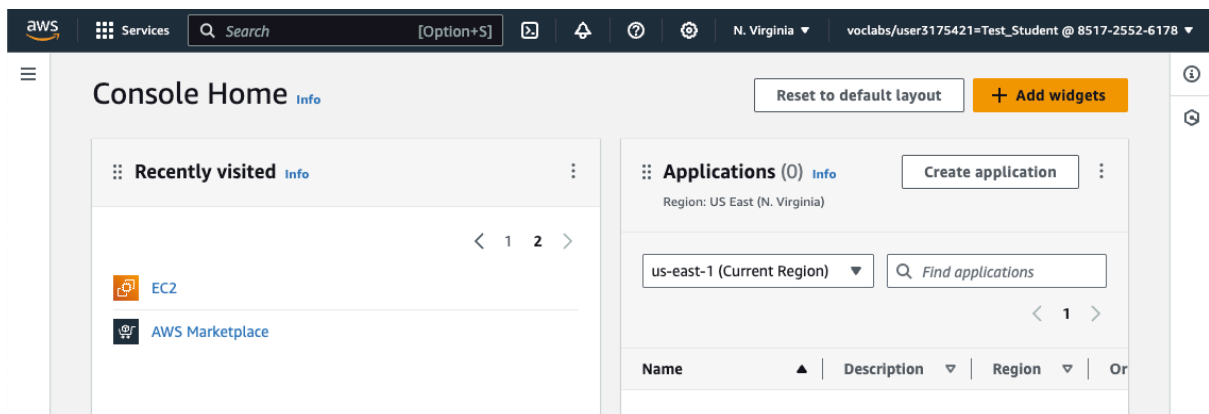 aws Services Search [Option+S] N. Virginia voclabs/user3175421=Test_Student @ 8517-2552-6178
Console Home Info
Reset to default layout
+ Add widgets
Recently visited Info
1 2
EC2
AWS Marketplace
Applications (0) Info
Region: US East (N. Virginia)
Create application
us-east-1 (Current Region)
Find applications
1
Name Description Region Or